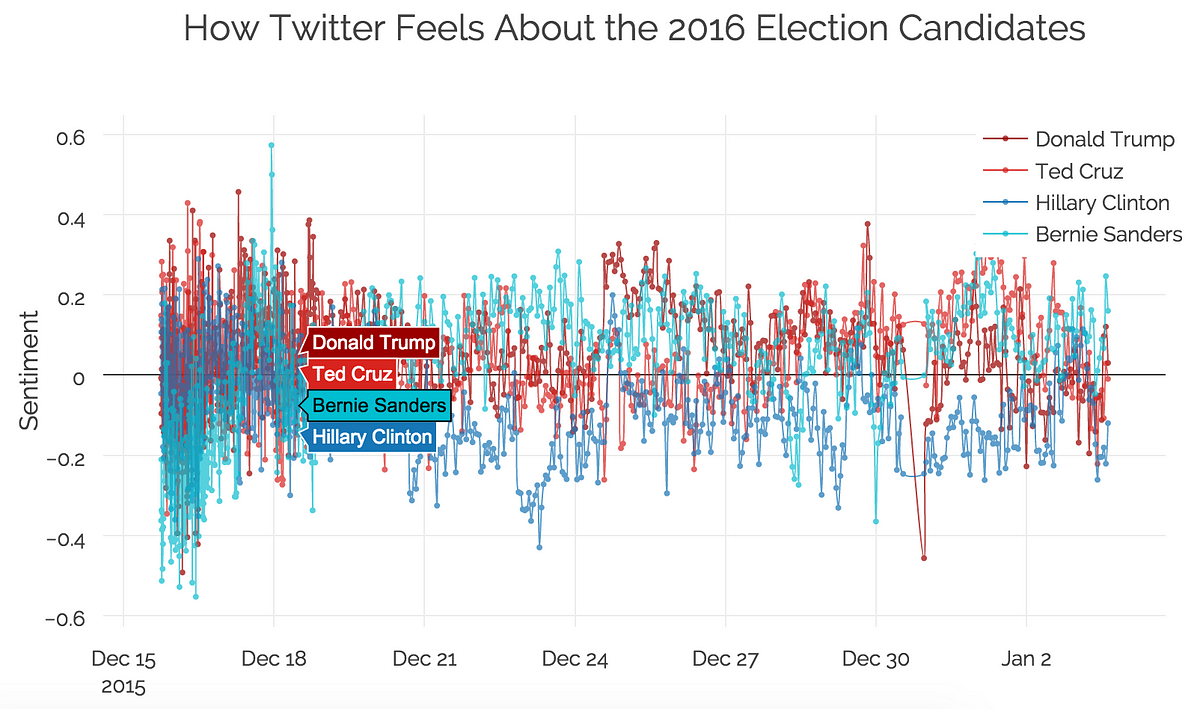 How Twitter Feels About the 2016 Election Candidates
0.6
0.4
0.2
0
−0.2
−0.4
−0.6
Sentiment
Donald Trump
Ted Cruz
Hillary Clinton
Bernie Sanders
Donald Trump
Ted Cruz
Bernie Sanders
Hillary Clinton
Dec 15
2015
Dec 18
Dec 21
Dec 24
Dec 27
Dec 30
Jan 2